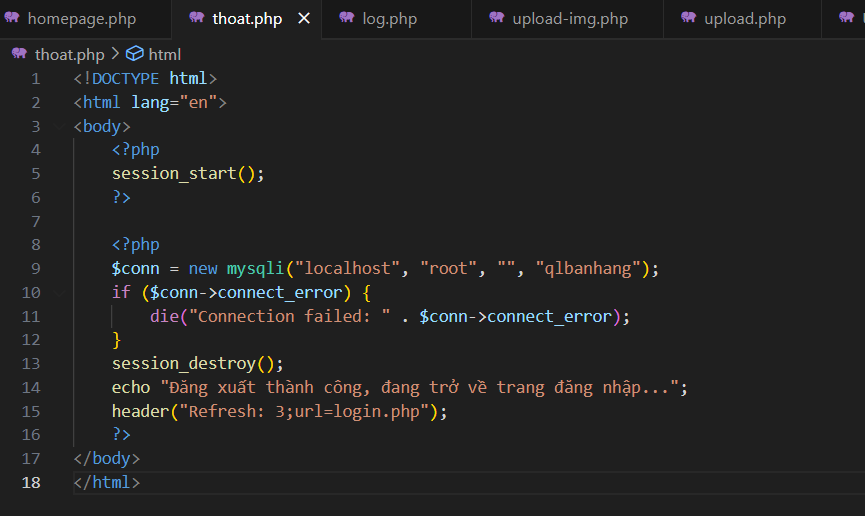 homepage.php thoat.php log.php upload-img.php upload.php
thoat.php > html
1 <!DOCTYPE html>
2 <html lang="en">
3 <body>
4 <?php
5 session_start();
6 ?>
7
8 <?php
9 $conn = new mysqli("localhost", "root", "", "qlbanhang");
10 if ($conn->connect_error) {
11 die("Connection failed: " . $conn->connect_error);
12 }
13 session_destroy();
14 echo "Đăng xuất thành công, đang trở về trang đăng nhập...";
15 header("Refresh: 3;url=login.php");
16 ?>
17 </body>
18 </html>